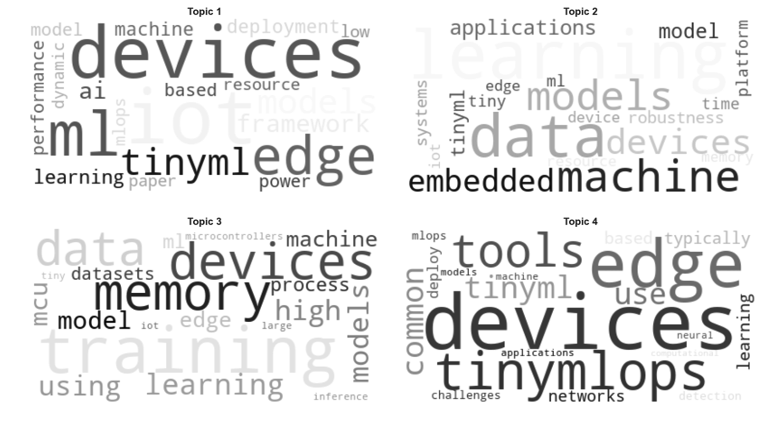 Topic 1
model machine deployment low
devices
performance dynamic ai based resource
mlops iot models
framework
ml tinyml edge
learning paper power
Topic 2
applications model platform
learning
systems edge ml
tiny models time
tinyml device robustness
iot data devices
resource memory
embedded machine
Topic 3
data ml microcontrollers machine
devices
tiny datasets memory process
mcu model iot edge high
large models
training
using learning
inference
Topic 4
mlops tools based typically
deploy edge
models machine
common tinyml use
devices learning
neural
applications computational
tinymlops
challenges networks detection